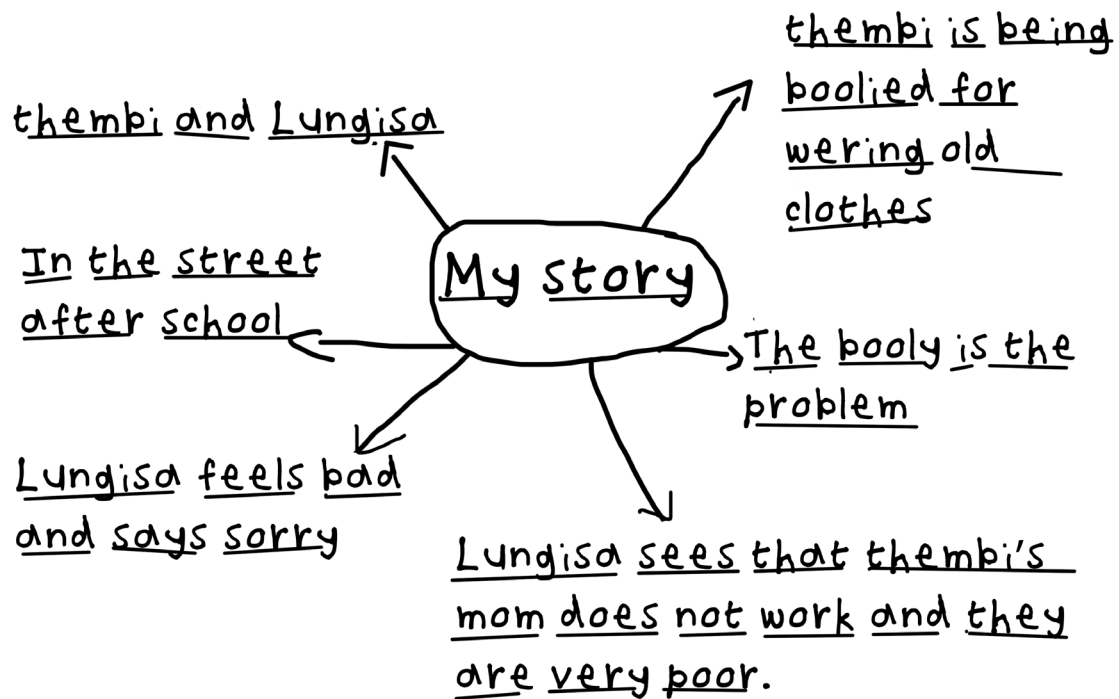 thembi is being
boolied for
wering old
clothes
thembi and Lungisa
In the street
after school
My story
The booly is the
problem
Lungisa feels bad
and says sorry
Lungisa sees that thembi's
mom does not work and they
are very poor.